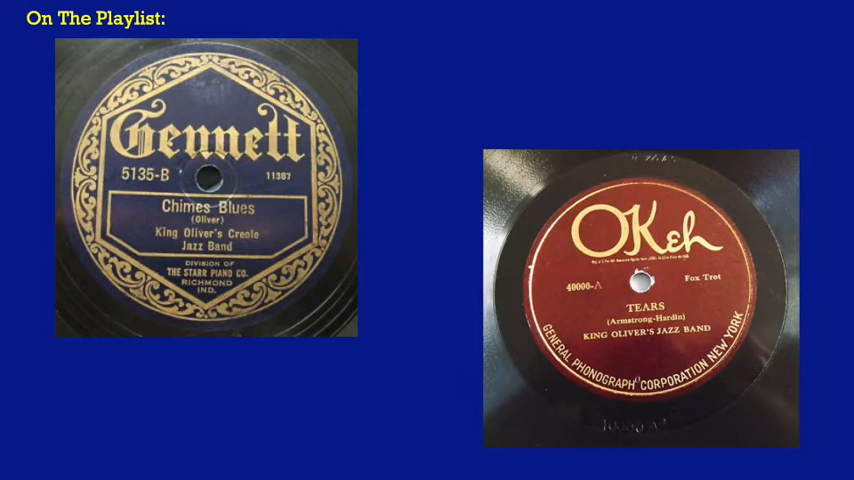 On The Playlist:
Gennett
5135-B
11387
Chimes Blues
(Oliver)
King Oliver's Creole
Jazz Band
DIVISION OF
THE STARR PIANO CO.
RICHMOND
IND.
OKeh
40000-A
Fox Trot
TEARS
(Armstrong-Hardin)
KING OLIVER'S JAZZ BAND
GENERAL PHONOGRAPH CORPORATION NEW YORK